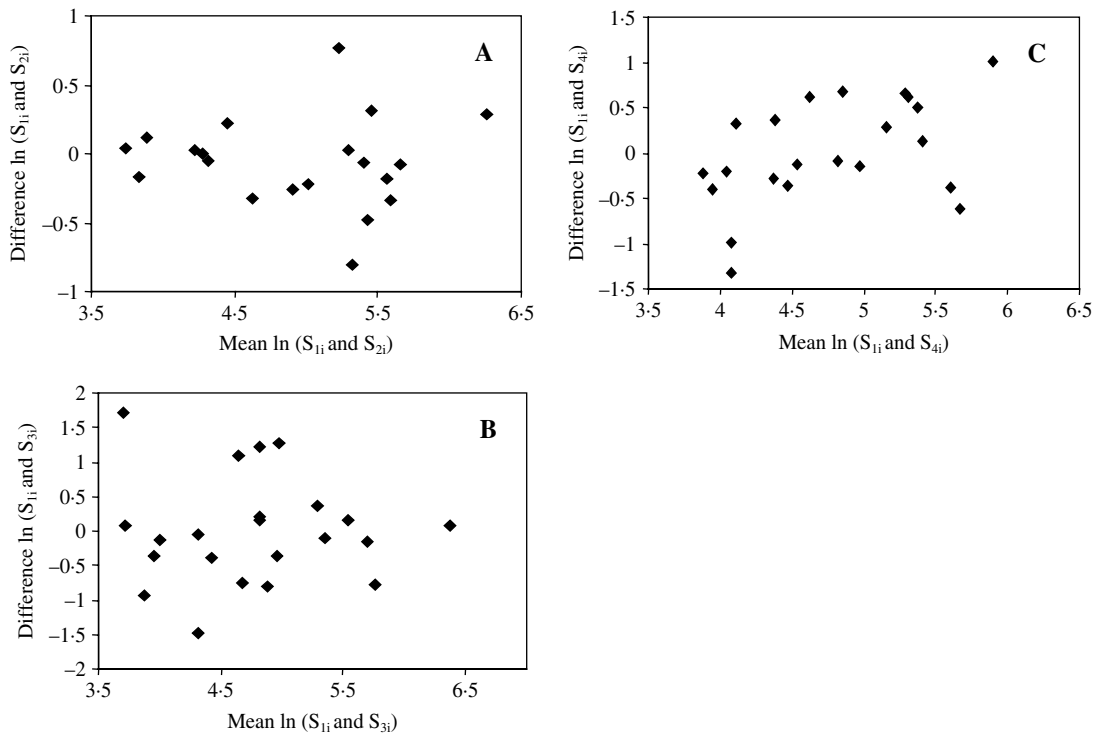 A
Difference ln (S1i and S2i)
1
0·5
0
−0·5
−1
3·5 4·5 5·5 6·5
Mean ln (S1i and S2i)
C
Difference ln (S1i and S4i)
1·5
1
0·5
0
−0·5
−1
−1·5
3·5 4 4·5 5 5·5 6 6·5
Mean ln (S1i and S4i)
B
Difference ln (S1i and S3i)
2
1·5
1
0·5
0
−0·5
−1
−1·5
−2
3·5 4·5 5·5 6·5
Mean ln (S1i and S3i)